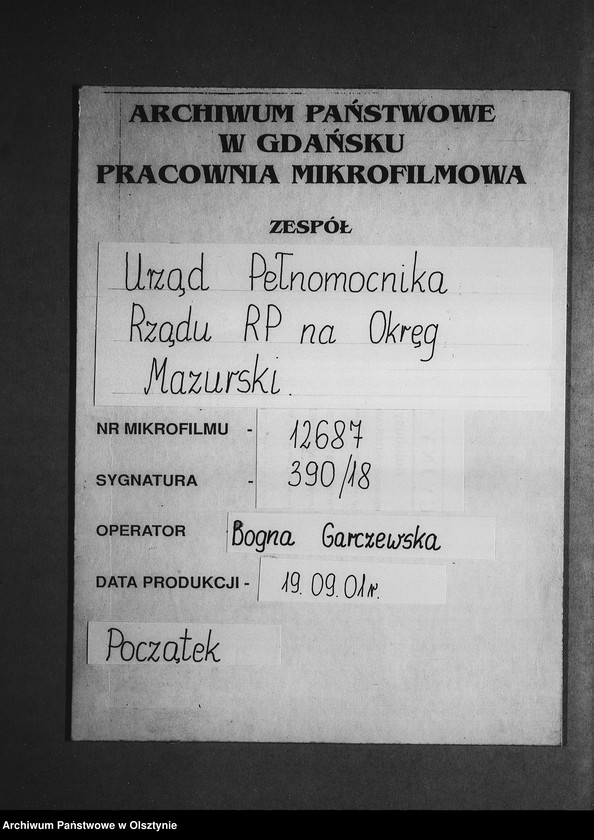 ARCHIWUM PAŃSTWOWE
W GDAŃSKU
PRACOWNIA MIKROFILMOWA
ZESPÓŁ
Urząd Pełnomocnika
Rządu RP na Okręg
Mazurski.
NR MIKROFILMU - 12687
SYGNATURA - 390/18
OPERATOR Bogna Garczewska
DATA PRODUKCJI - 19.09.01r.
Początek
Archiwum Państwowe w Olsztynie